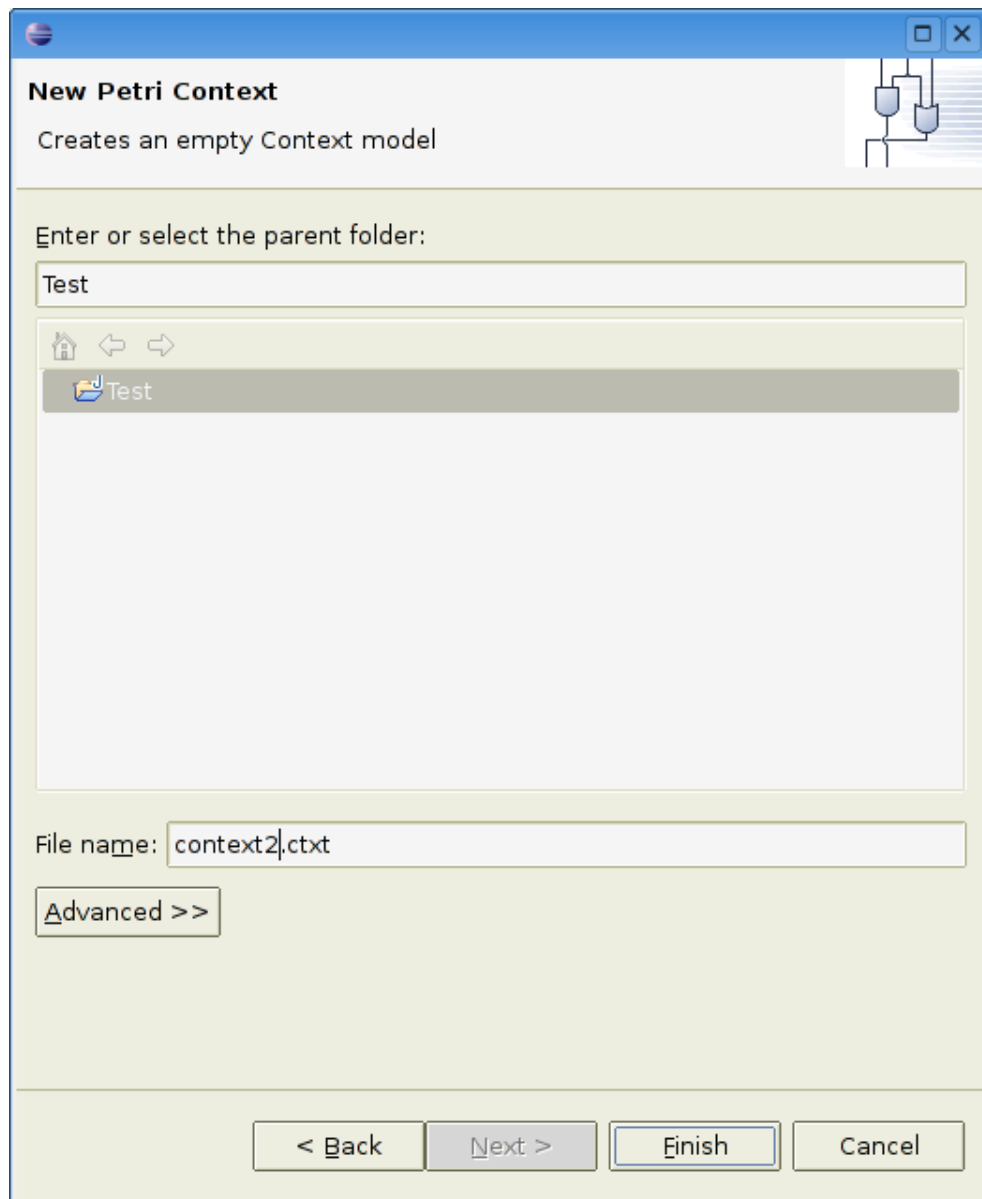 New Petri Context
Creates an empty Context model
Enter or select the parent folder:
Test
Test
File name: context2.ctxt
Advanced >>
< Back Next > Finish Cancel